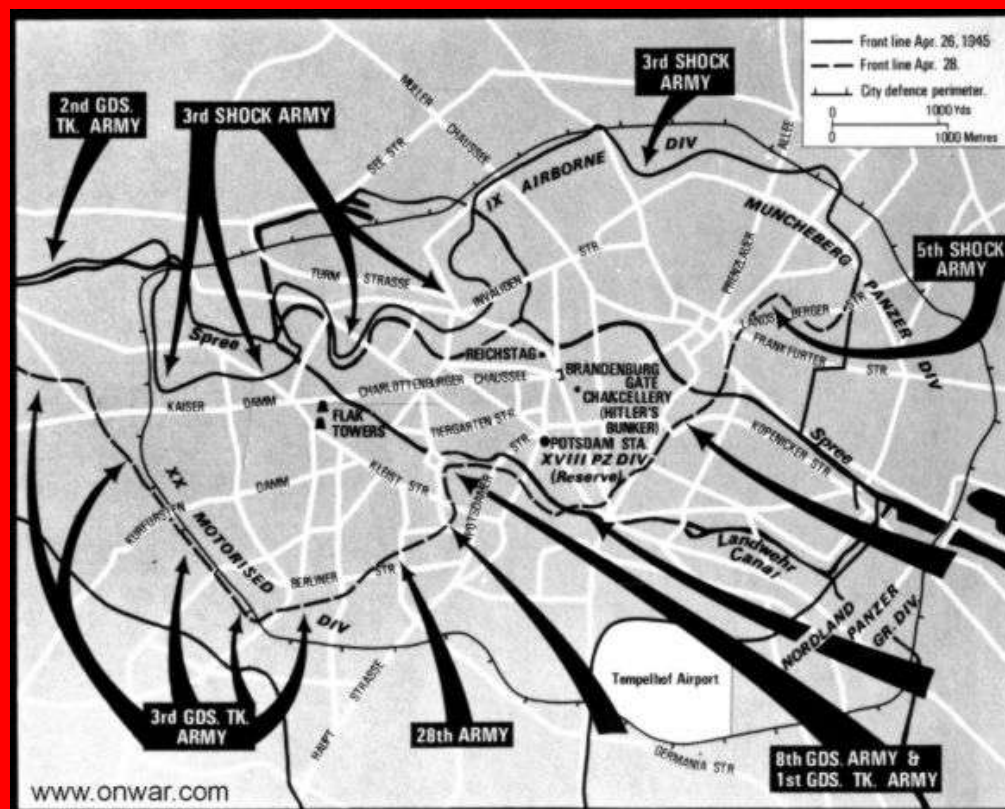 Front line Apr. 26, 1945
Front line Apr. 28.
City defence perimeter.
0 1000 Yds
0 1000 Metres
2nd GDS.
TK. ARMY
3rd SHOCK ARMY
3rd SHOCK
ARMY
MULLER
CHAUSSEE
SEE STR
IX AIRBORNE DIV
ALLEE
PRENZLAUER
MUNCHEBERG
PANZER DIV
5th SHOCK
ARMY
TURM STRASSE
INVALIDEN
STR
LANDSBERGER
STR
FRANKFURTER
STR
Spree
REICHSTAG
BRANDENBURG
GATE
CHANCELLERY
(HITLER'S
BUNKER)
CHARLOTTENBURGER CHAUSSEE
KAISER DAMM
FLAK
TOWERS
TIERGARTEN STR
POTSDAM STA
XVIII PZ DIV
(Reserve)
KOPENICKER STR
Spree
KLEIST STR
POTSDAMER
STR
KURFURSTEN
DAMM
XX
MOTORISED
DIV
BERLINER STR
Landwehr
Canal
NORDLAND
PANZER
GR. DIV
Tempelhof Airport
3rd GDS. TK.
ARMY
HAUPT
STRASSE
28th ARMY
GERMANIA STR
8th GDS. ARMY &
1st GDS. TK. ARMY
www.onwar.com